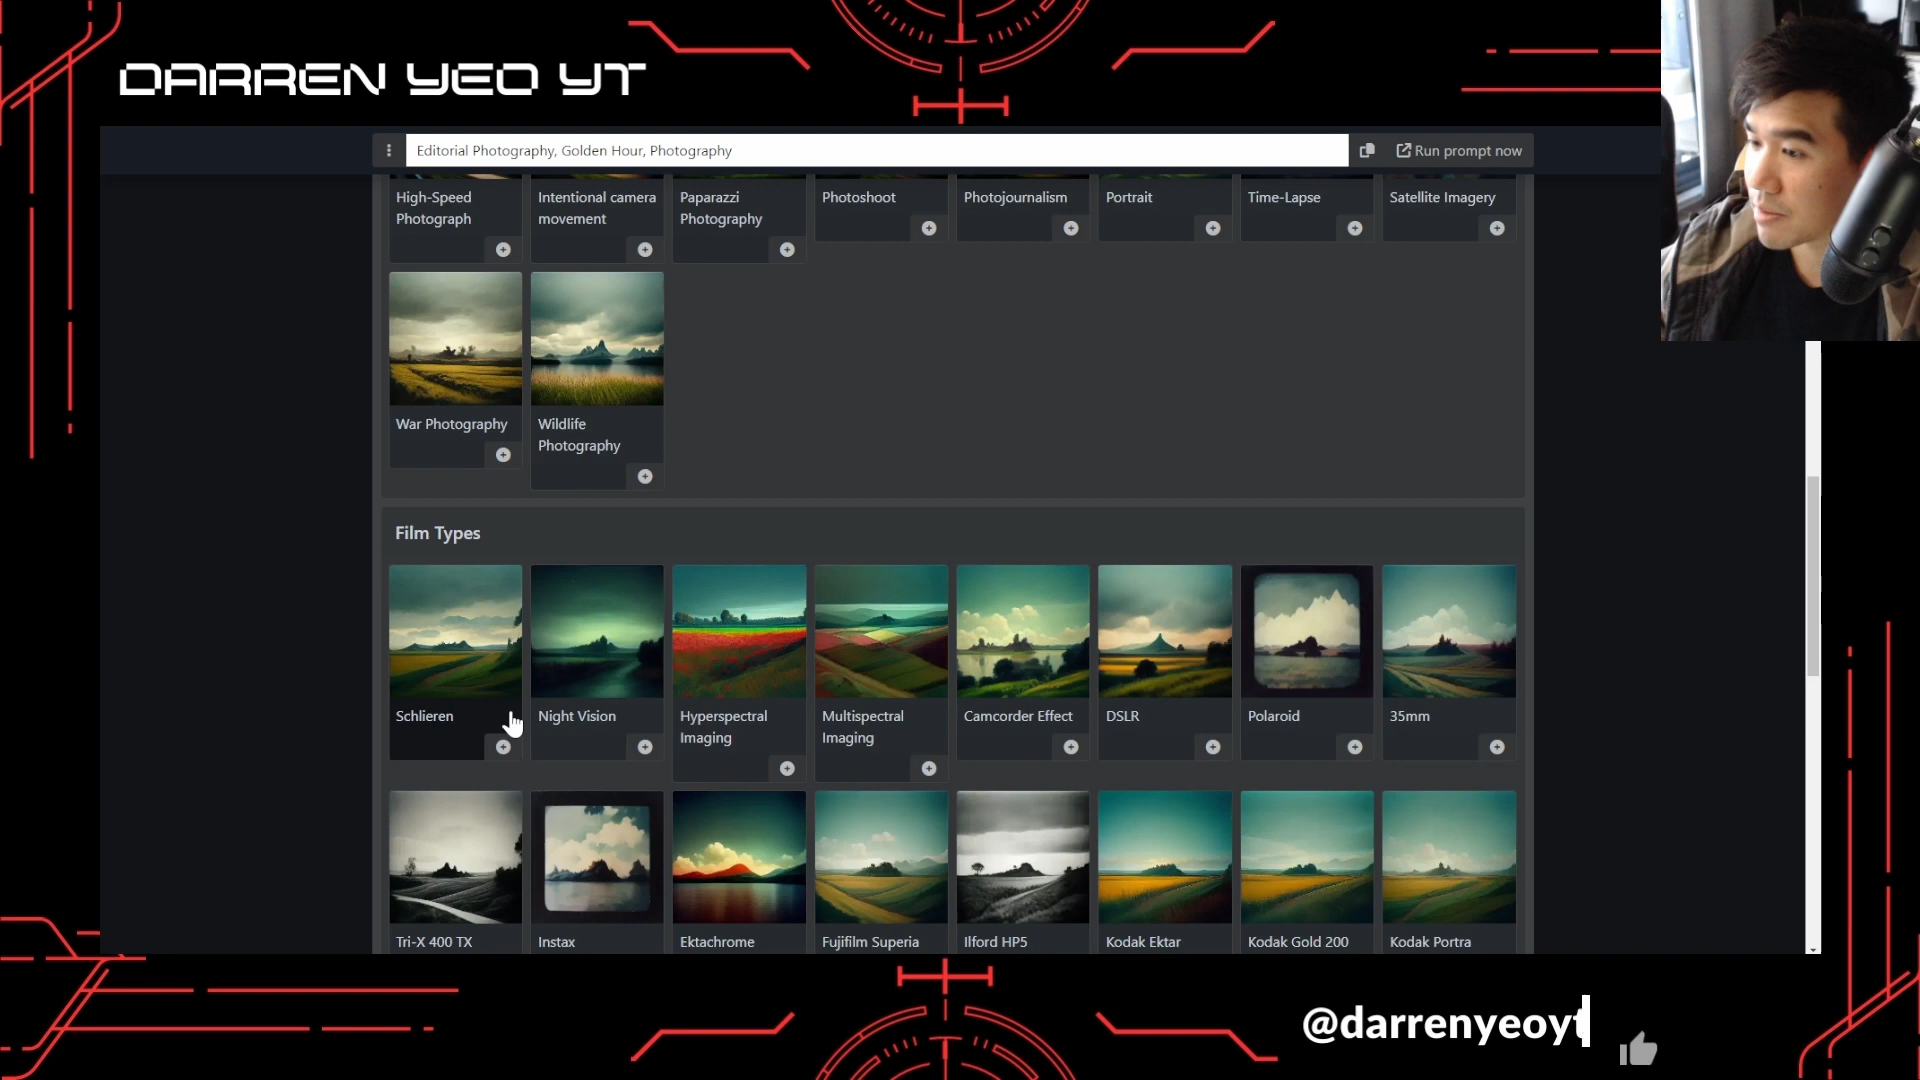 DARREN YEO YT
Editorial Photography, Golden Hour, Photography
Run prompt now
High-Speed
Photograph
Intentional camera
movement
Paparazzi
Photography
Photoshoot
Photojournalism
Portrait
Time-Lapse
Satellite Imagery
War Photography
Wildlife
Photography
Film Types
Schlieren
Night Vision
Hyperspectral
Imaging
Multispectral
Imaging
Camcorder Effect
DSLR
Polaroid
35mm
Tri-X 400 TX
Instax
Ektachrome
Fujifilm Superia
Ilford HP5
Kodak Ektar
Kodak Gold 200
Kodak Portra
@darrenyeoyt